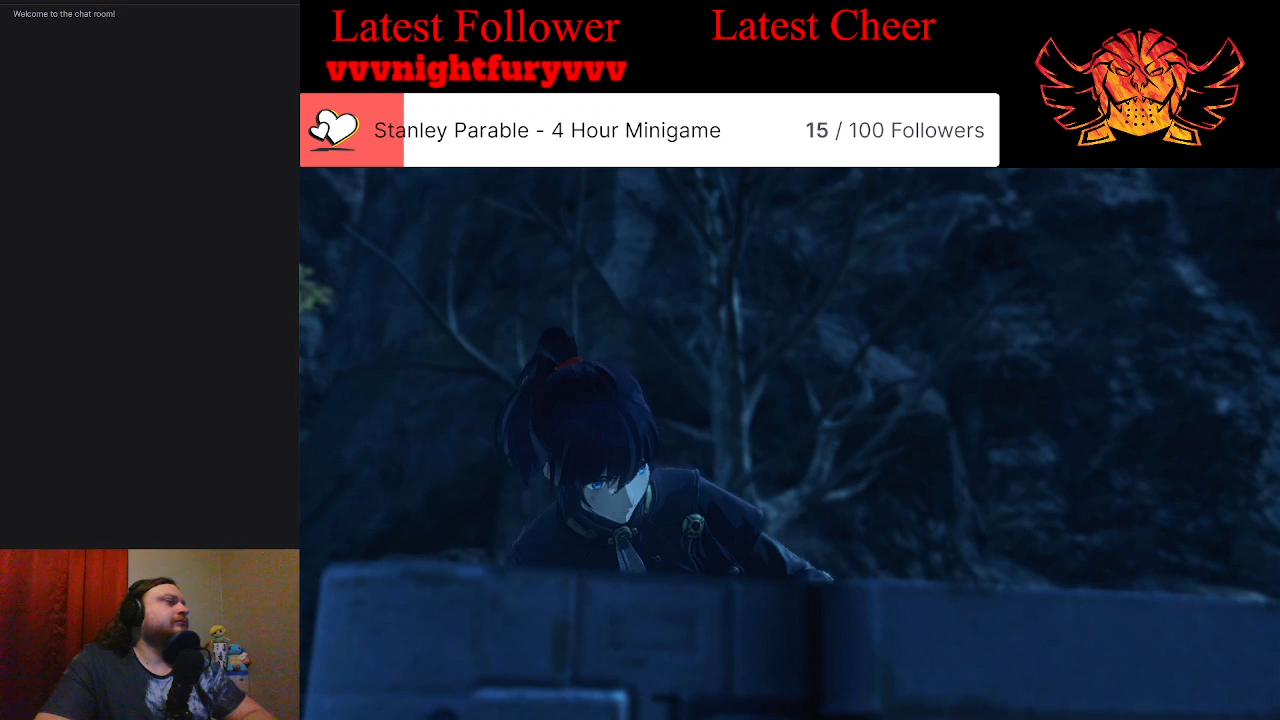 Welcome to the chat room!
Latest Follower
vvvnightfuryvvv
Latest Cheer
Stanley Parable - 4 Hour Minigame
15 / 100 Followers